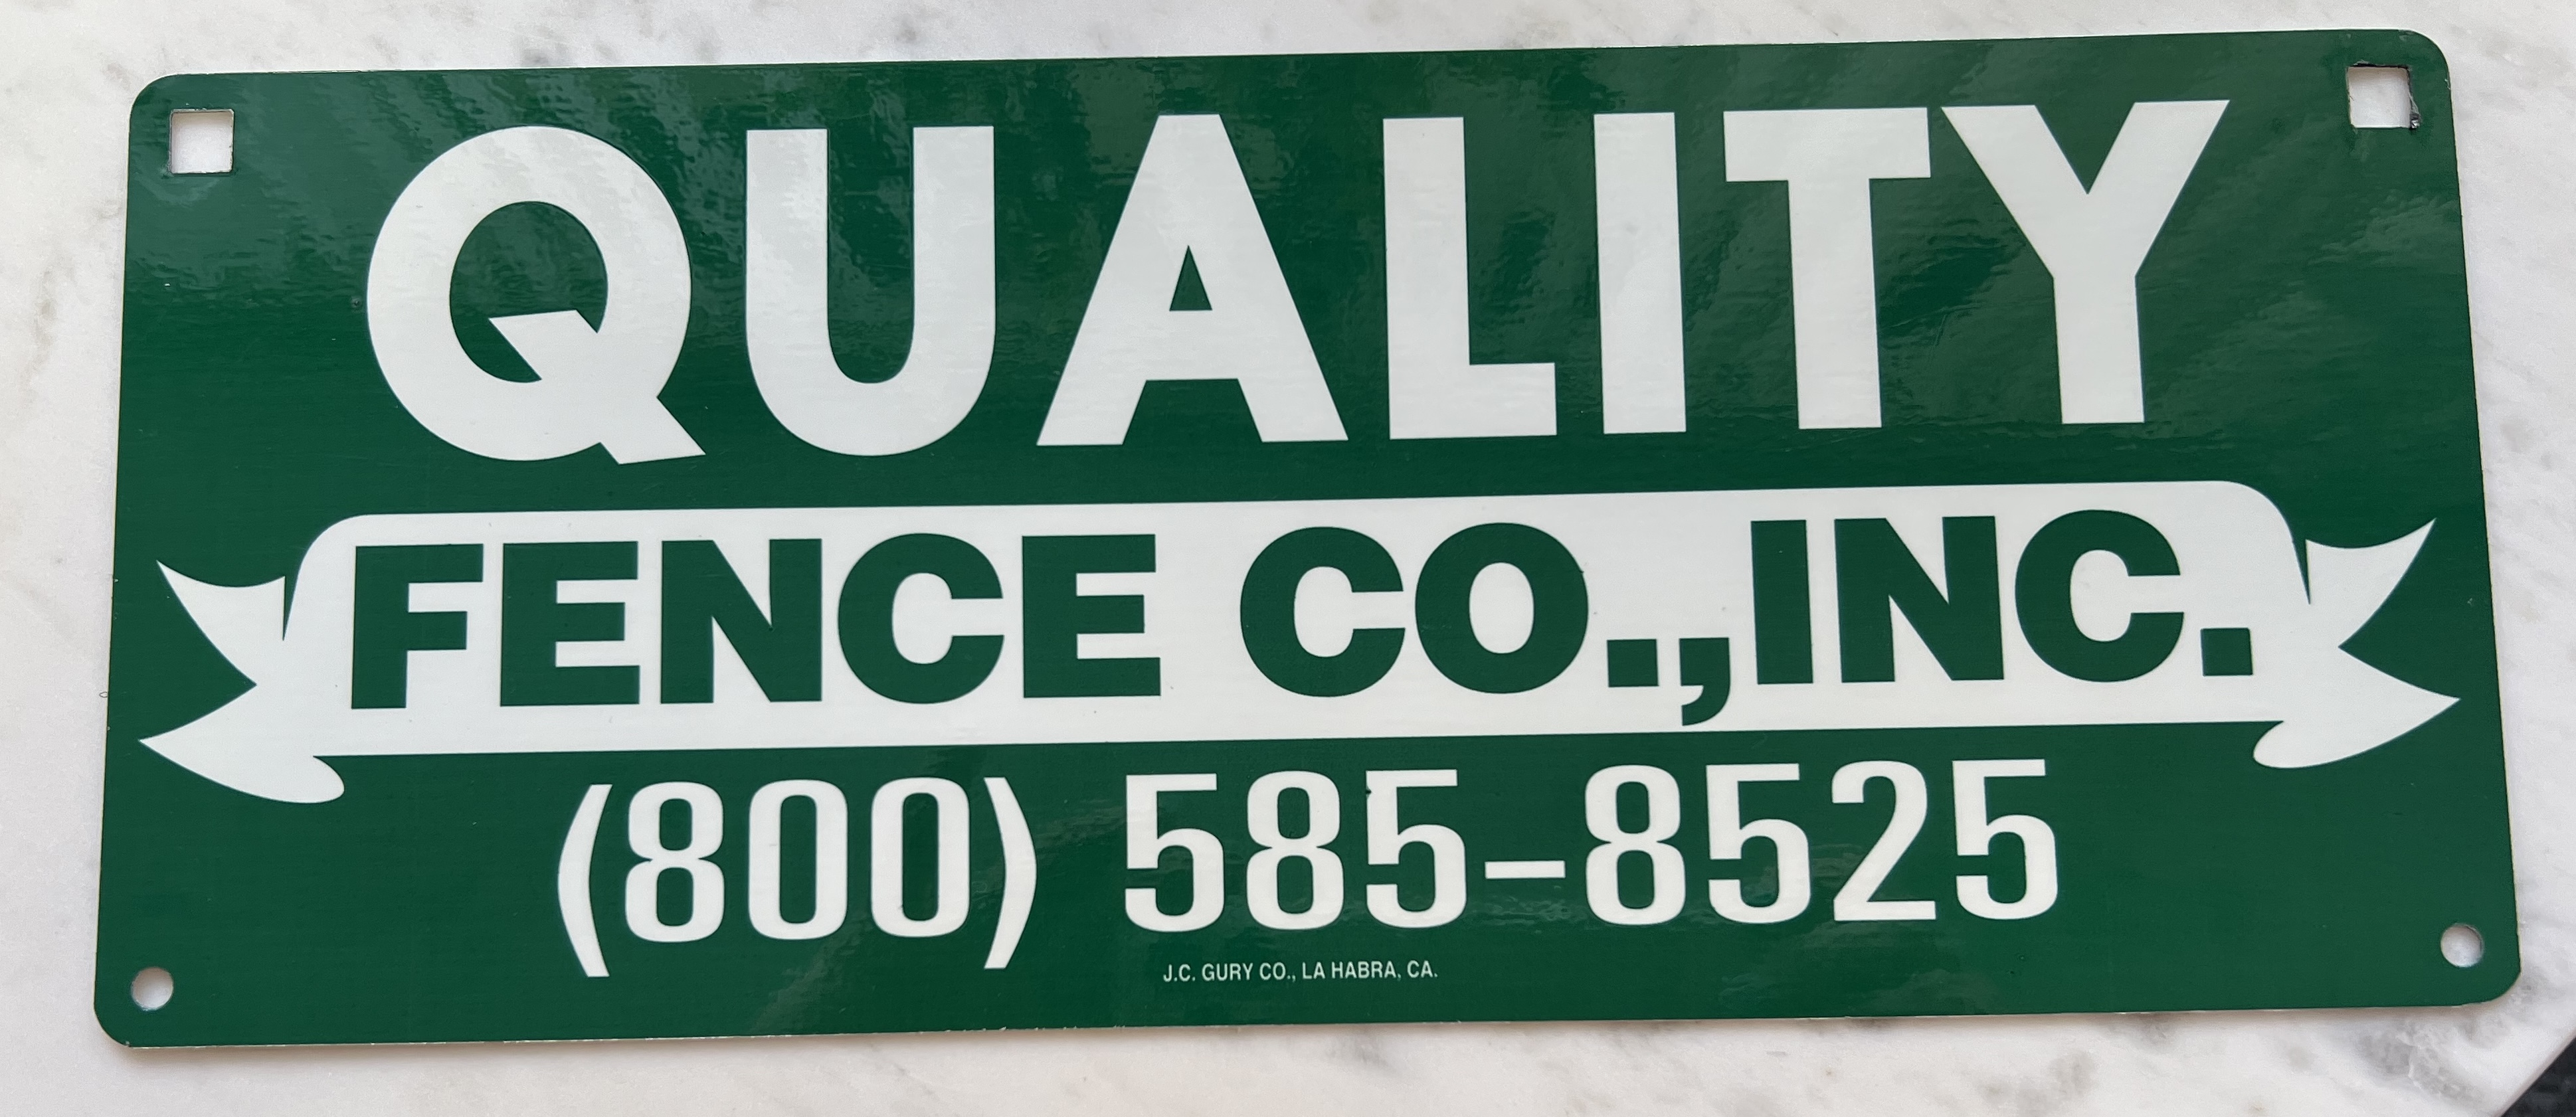 QUALITY
FENCE CO.,INC.
(800) 585-8525
J.C. GURY CO., LA HABRA, CA.